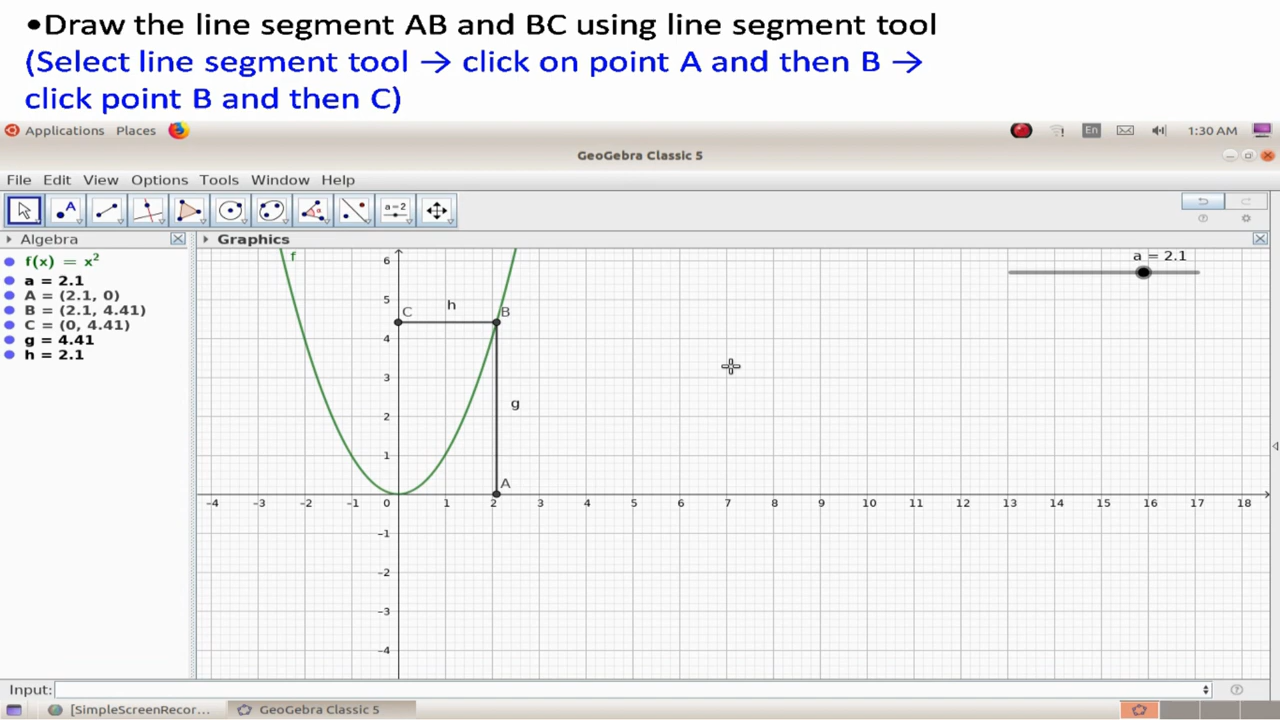 •Draw the line segment AB and BC using line segment tool
(Select line segment tool → click on point A and then B →
click point B and then C)
Applications Places En 1:30 AM
GeoGebra Classic 5
File Edit View Options Tools Window Help
A a=2
Algebra Graphics
f(x) = x²
a = 2.1
A = (2.1, 0)
B = (2.1, 4.41)
C = (0, 4.41)
g = 4.41
h = 2.1
f 6 a = 2.1
5
C h B
4
3
g
2
1
A
-4 -3 -2 -1 0 1 2 3 4 5 6 7 8 9 10 11 12 13 14 15 16 17 18
-1
-2
-3
-4
Input:
[SimpleScreenRecor... GeoGebra Classic 5